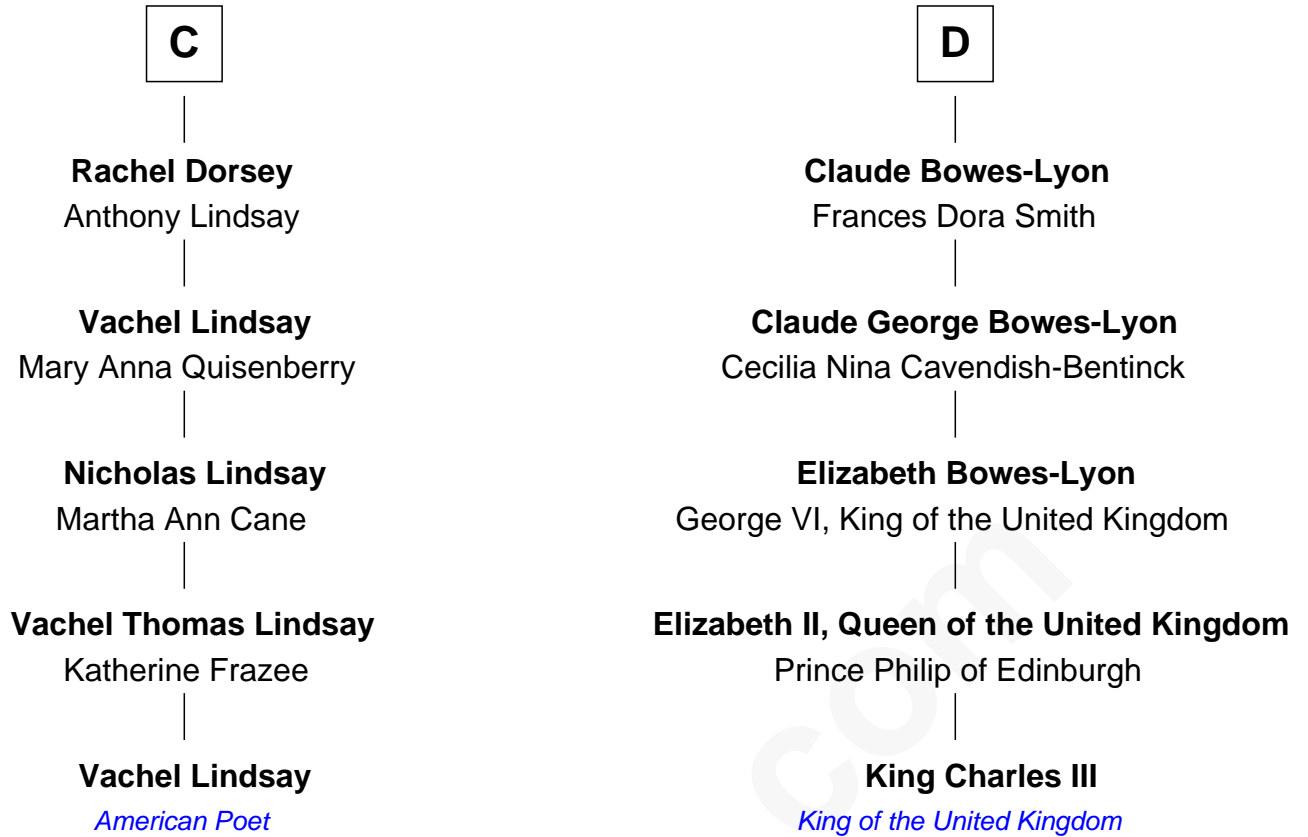 C
Rachel Dorsey
Anthony Lindsay
Vachel Lindsay
Mary Anna Quisenberry
Nicholas Lindsay
Martha Ann Cane
Vachel Thomas Lindsay
Katherine Frazee
Vachel Lindsay
American Poet
D
Claude Bowes-Lyon
Frances Dora Smith
Claude George Bowes-Lyon
Cecilia Nina Cavendish-Bentinck
Elizabeth Bowes-Lyon
George VI, King of the United Kingdom
Elizabeth II, Queen of the United Kingdom
Prince Philip of Edinburgh
King Charles III
King of the United Kingdom
com